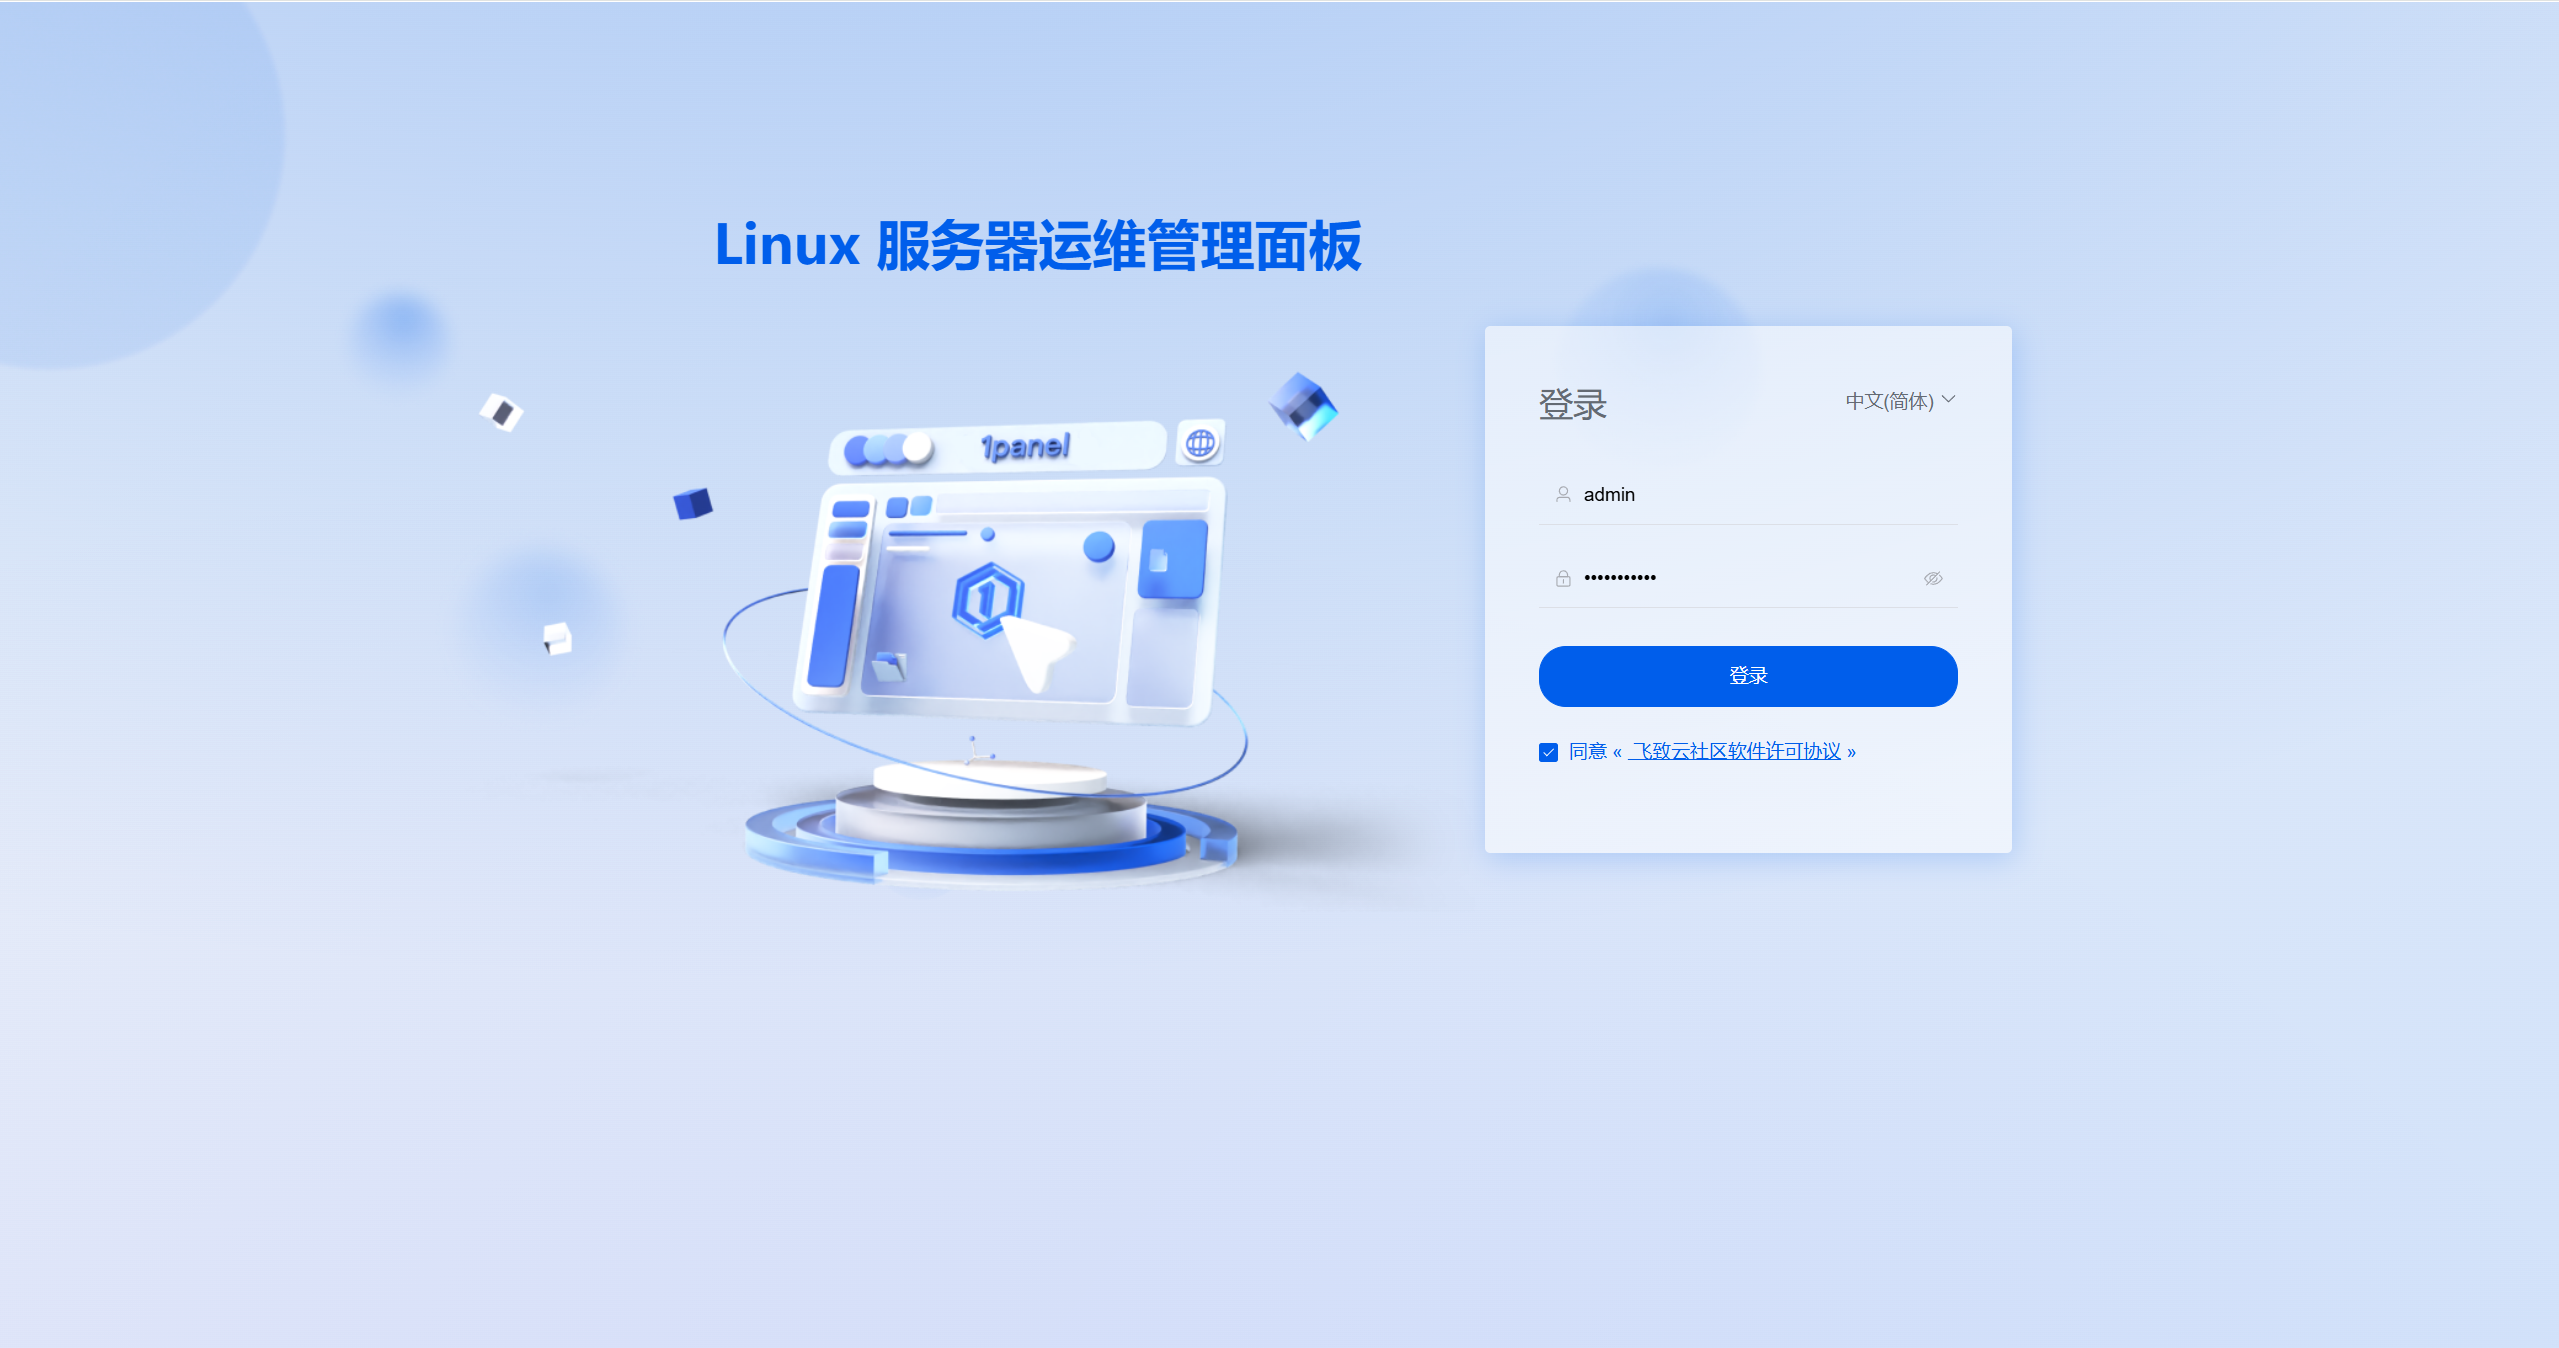 Linux 服务器运维管理面板
1panel
登录
中文(简体)
admin
•••••••••••
登录
同意 « 飞致云社区软件许可协议 »